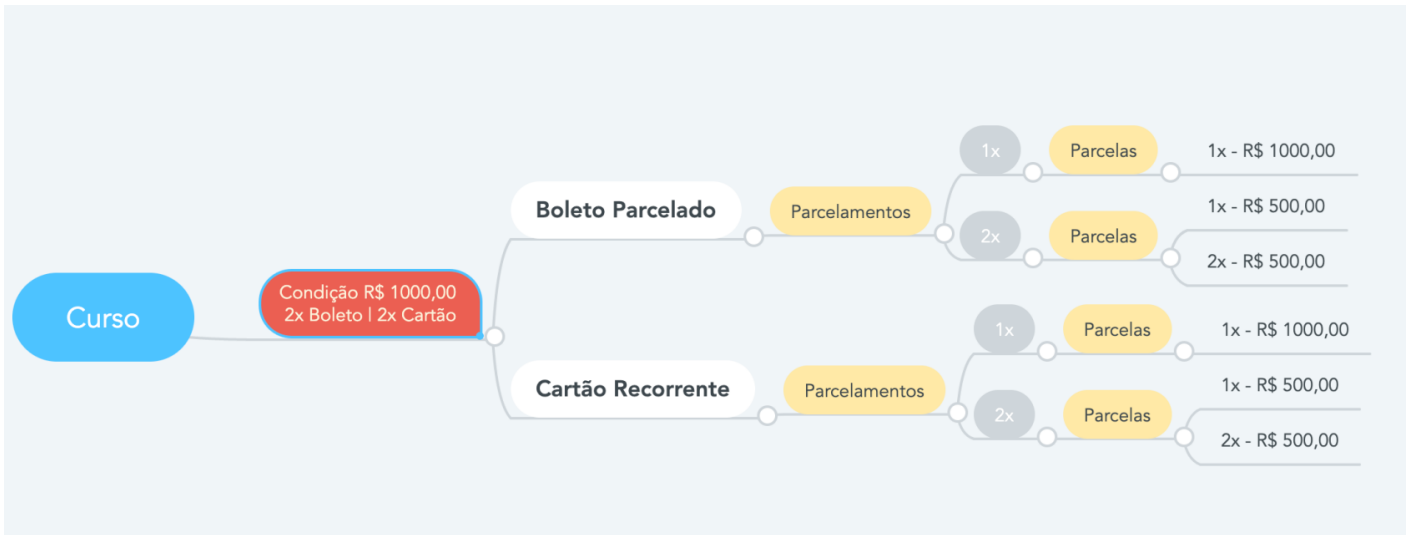 Curso
Condição R$ 1000,00
2x Boleto | 2x Cartão
Boleto Parcelado
Parcelamentos
1x
Parcelas
1x - R$ 1000,00
2x
Parcelas
1x - R$ 500,00
2x - R$ 500,00
Cartão Recorrente
Parcelamentos
1x
Parcelas
1x - R$ 1000,00
2x
Parcelas
1x - R$ 500,00
2x - R$ 500,00